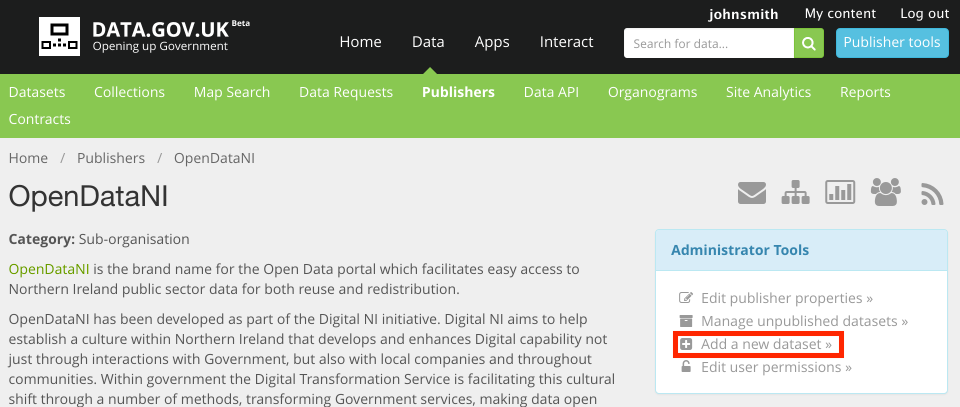 johnsmith My content Log out
DATA.GOV.UK Beta
Opening up Government
Home Data Apps Interact Search for data... Publisher tools
Datasets Collections Map Search Data Requests Publishers Data API Organograms Site Analytics Reports
Contracts
Home / Publishers / OpenDataNI
OpenDataNI
Category: Sub-organisation
OpenDataNI is the brand name for the Open Data portal which facilitates easy access to
Northern Ireland public sector data for both reuse and redistribution.
OpenDataNI has been developed as part of the Digital NI initiative. Digital NI aims to help
establish a culture within Northern Ireland that develops and enhances Digital capability not
just through interactions with Government, but also with local companies and throughout
communities. Within government the Digital Transformation Service is facilitating this cultural
shift through a number of methods, transforming Government services, making data open
Administrator Tools
Edit publisher properties »
Manage unpublished datasets »
Add a new dataset »
Edit user permissions »